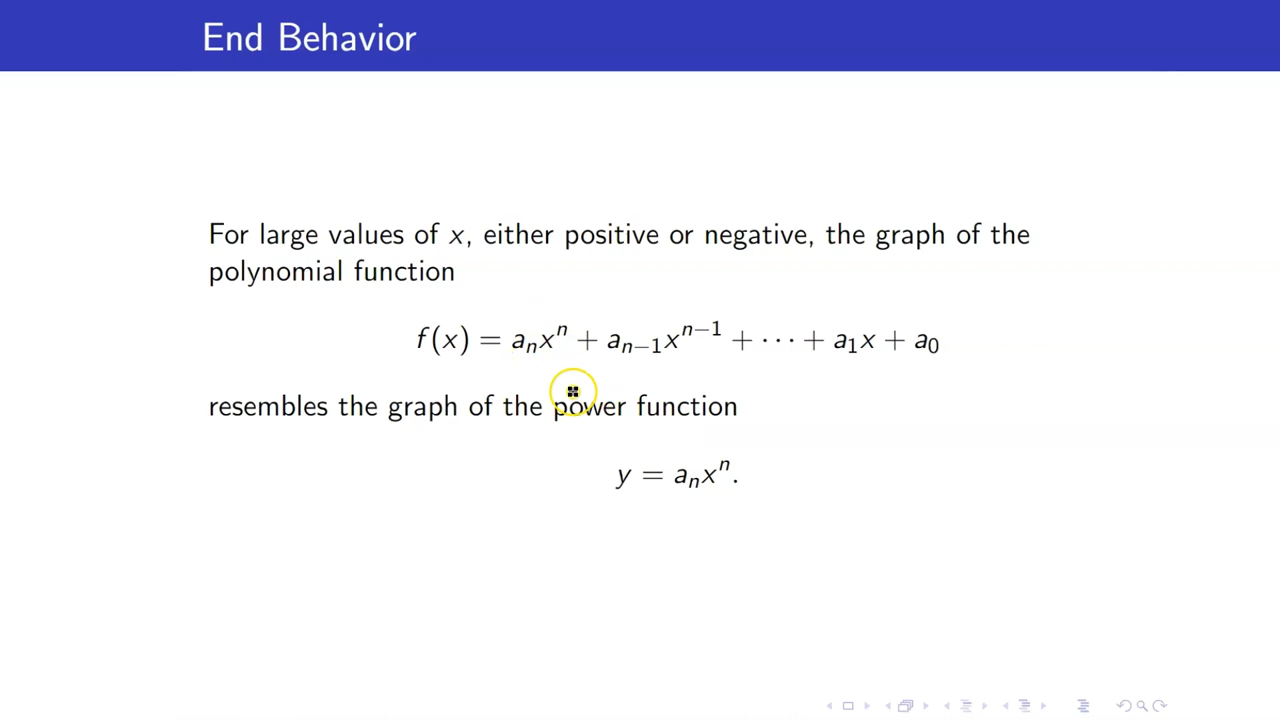 End Behavior
For large values of x, either positive or negative, the graph of the
polynomial function
f(x) = aₙxⁿ + aₙ₋₁xⁿ⁻¹ + ··· + a₁x + a₀
resembles the graph of the power function
y = aₙxⁿ.